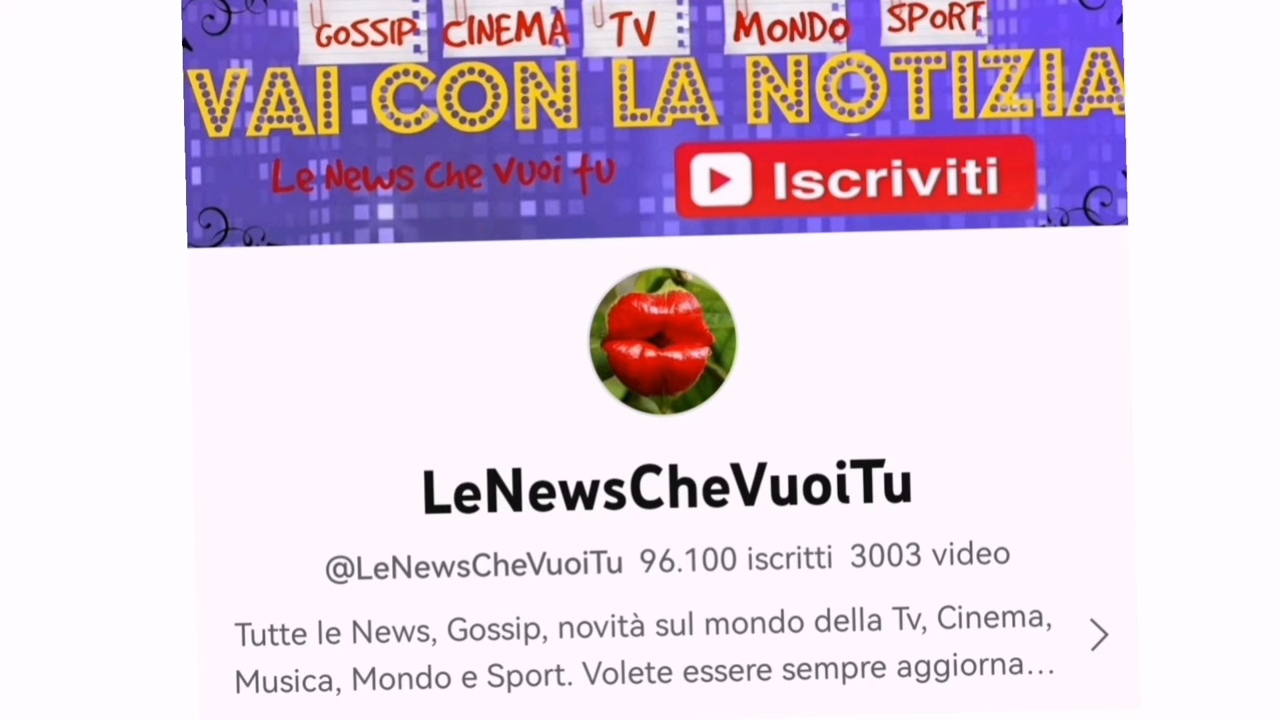 GOSSIP CINEMA TV MONDO SPORT
VAI CON LA NOTIZIA
Le News Che Vuoi tu
Iscriviti
LeNewsCheVuoiTu
@LeNewsCheVuoiTu 96.100 iscritti 3003 video
Tutte le News, Gossip, novità sul mondo della Tv, Cinema,
Musica, Mondo e Sport. Volete essere sempre aggiorna...